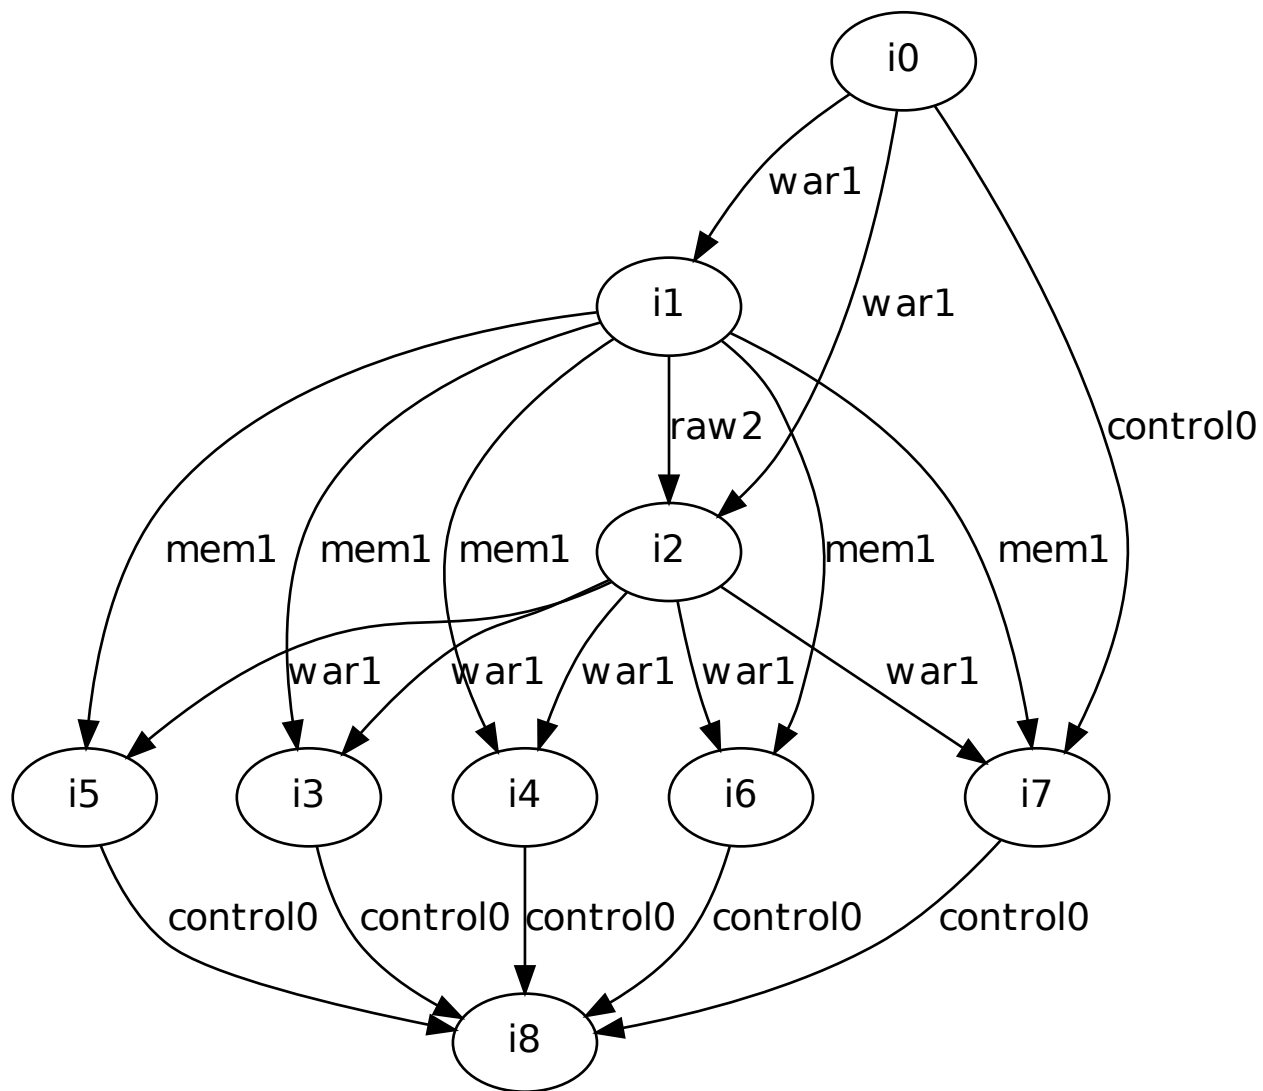 i0
war1
i1
war1
raw2
control0
mem1
mem1
mem1
i2
mem1
mem1
war1
war1
war1
war1
war1
i5
i3
i4
i6
i7
control0
control0
control0
control0
control0
i8